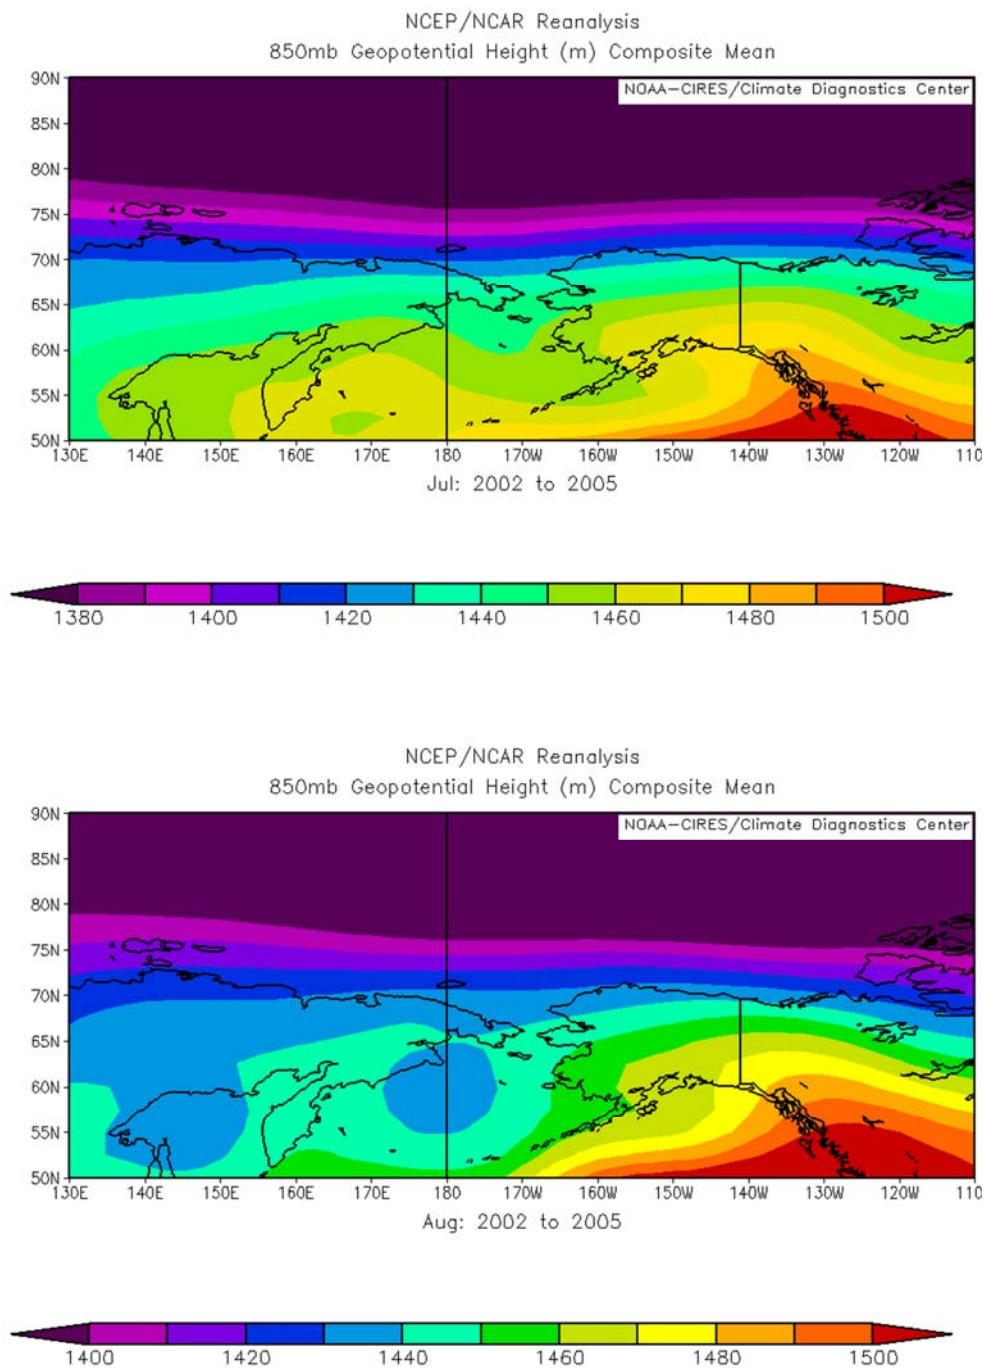 NCEP/NCAR Reanalysis
850mb Geopotential Height (m) Composite Mean
NOAA-CIRES/Climate Diagnostics Center
90N
85N
80N
75N
70N
65N
60N
55N
50N
130E 140E 150E 160E 170E 180 170W 160W 150W 140W 130W 120W 110
Jul: 2002 to 2005
1380 1400 1420 1440 1460 1480 1500
NCEP/NCAR Reanalysis
850mb Geopotential Height (m) Composite Mean
NOAA-CIRES/Climate Diagnostics Center
90N
85N
80N
75N
70N
65N
60N
55N
50N
130E 140E 150E 160E 170E 180 170W 160W 150W 140W 130W 120W 110
Aug: 2002 to 2005
1400 1420 1440 1460 1480 1500